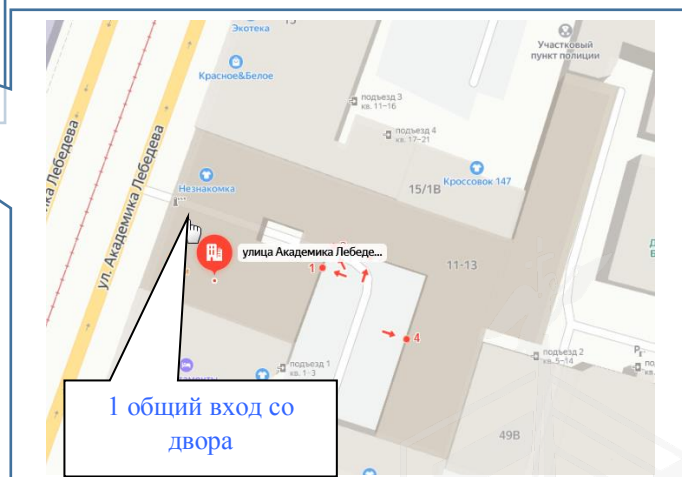 Экотека
15
Участковый
пункт полиции
Красное&Белое
подъезд 3
кв. 11–16
подъезд 4
кв. 17–21
ка Лебедева
ул. Академика Лебедева
Незнакомка
Кроссовок 147
15/1В
улица Академика Лебеде...
1
11-13
4
подъезд 1
кв. 1-3
подъезд 2
кв. 5–14
49В
1 общий вход со
двора